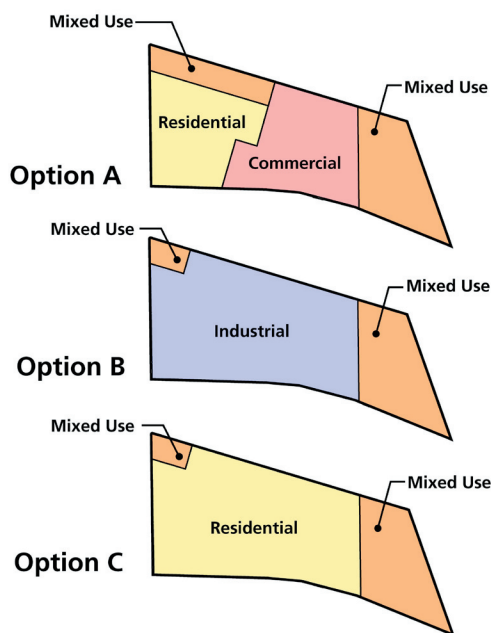 Mixed Use
Mixed Use
Residential
Commercial
Option A
Mixed Use
Mixed Use
Industrial
Option B
Mixed Use
Mixed Use
Residential
Option C